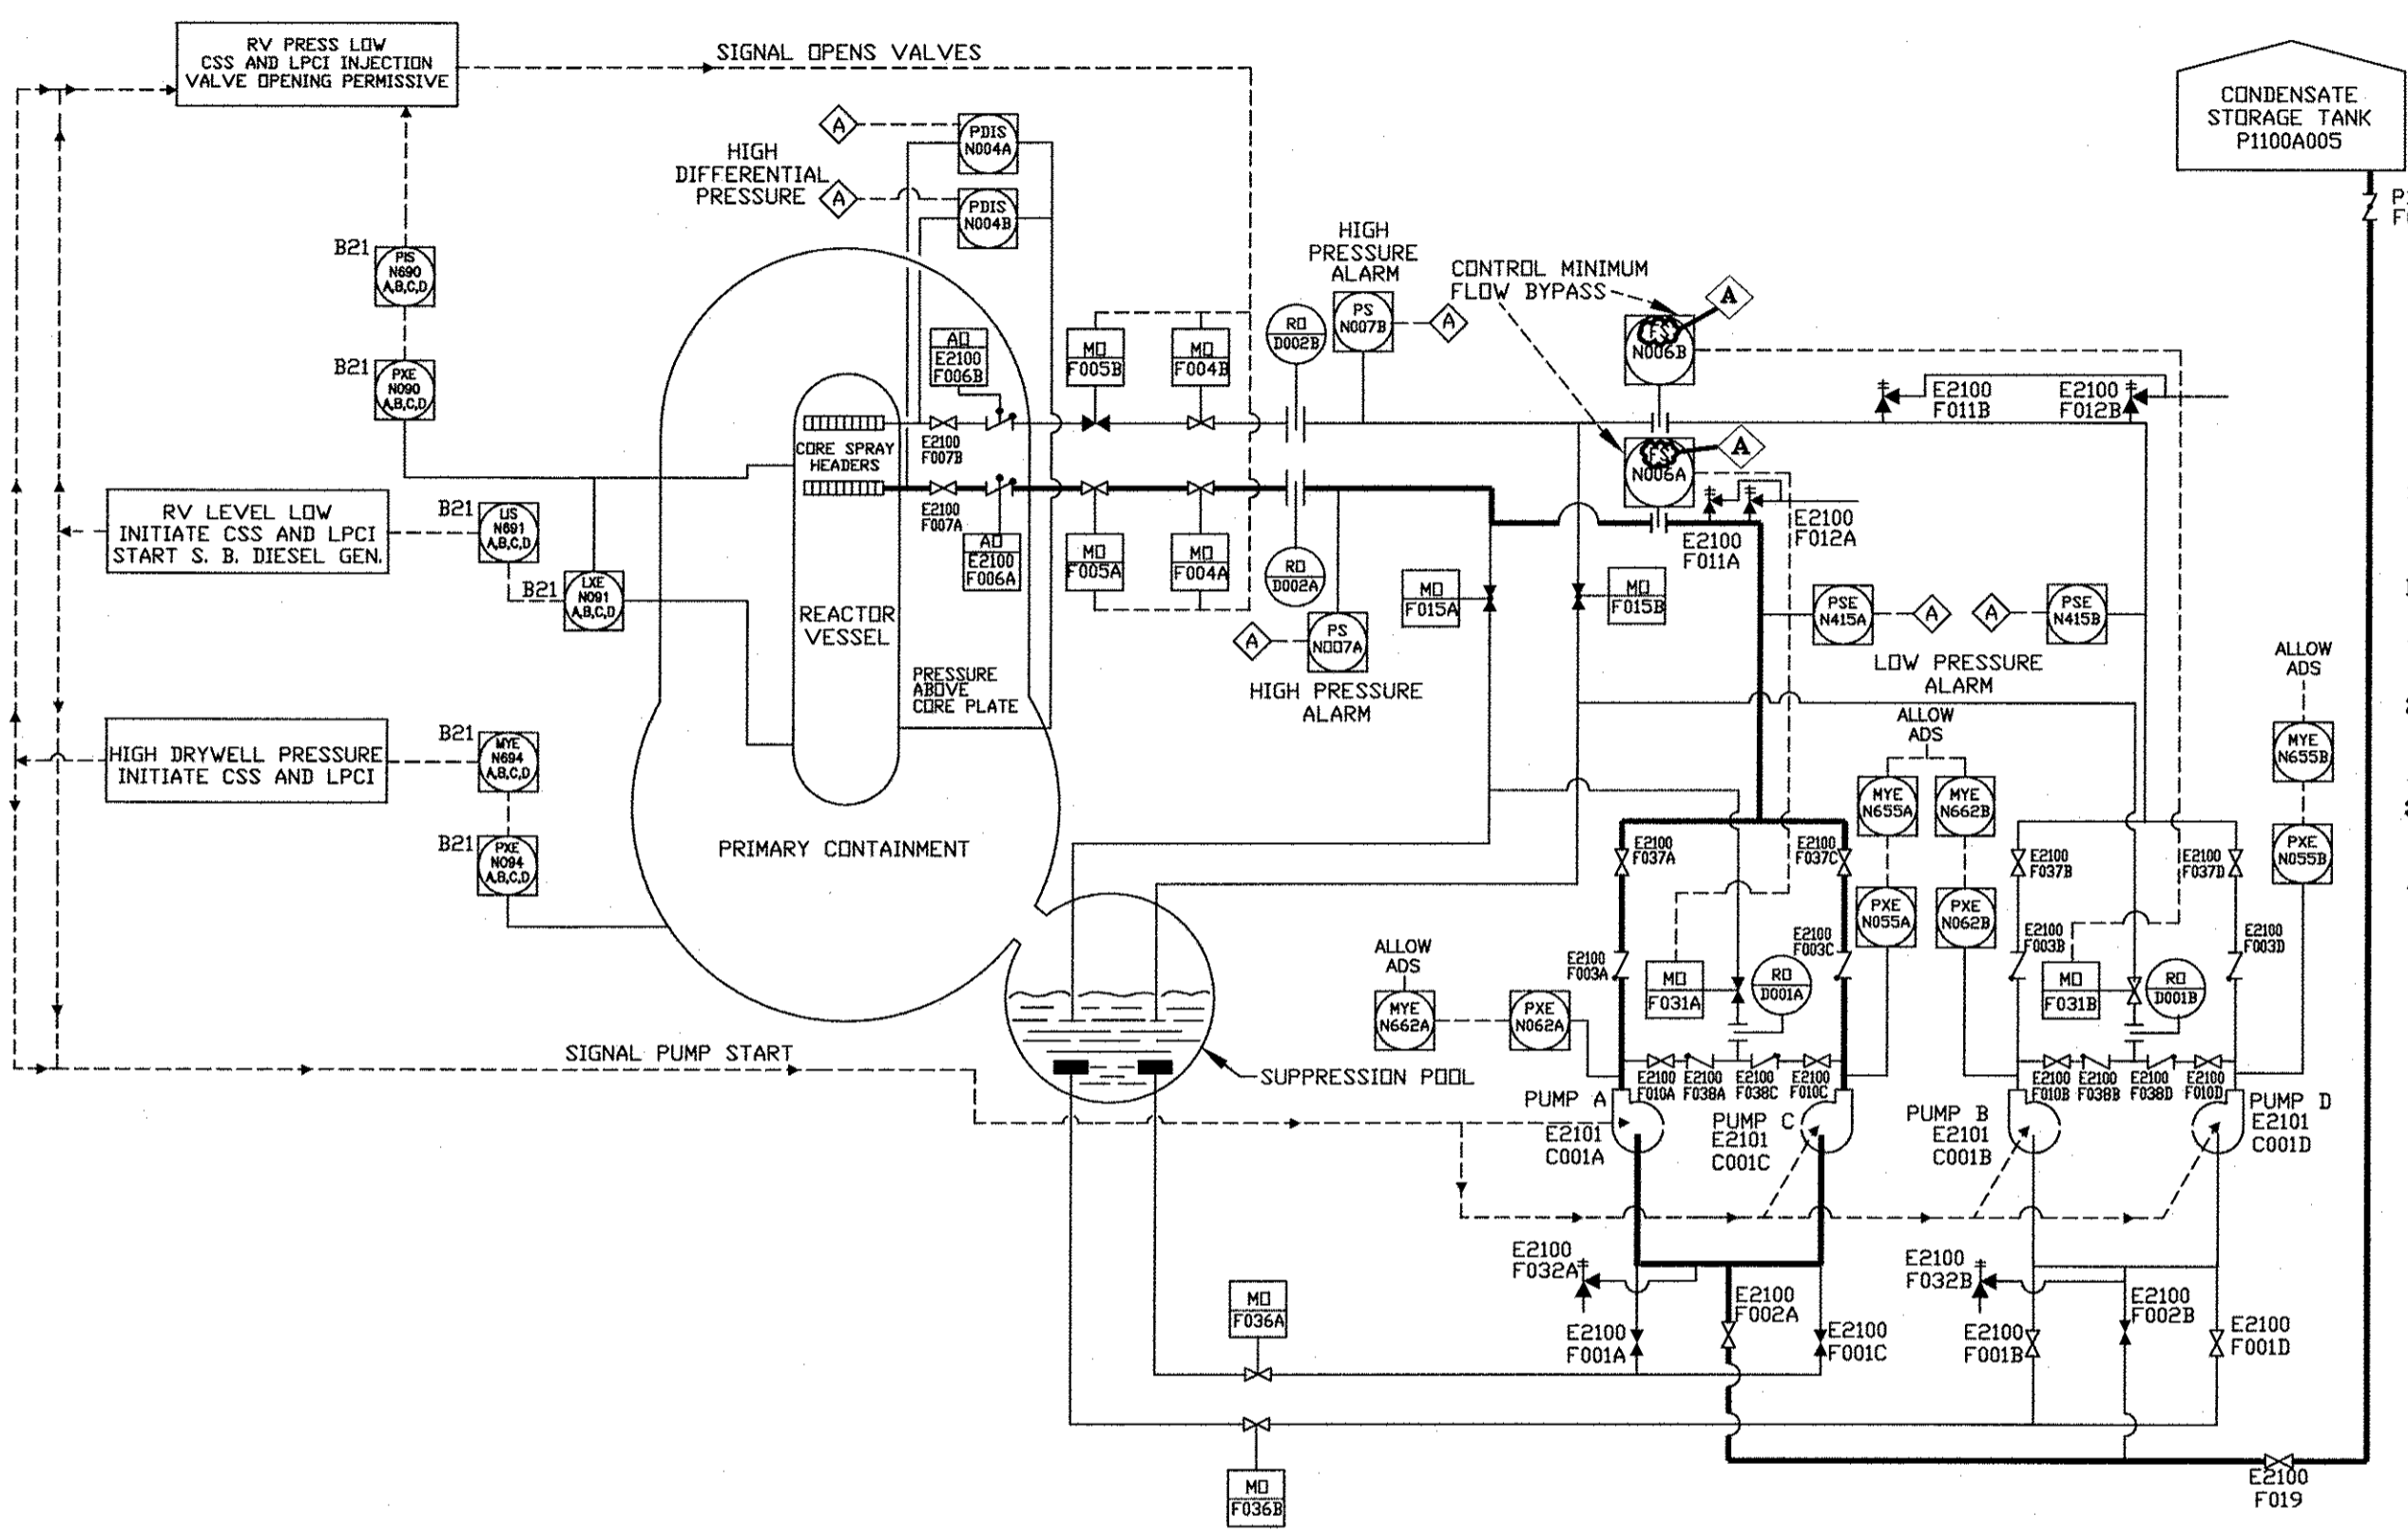 RV PRESS LOW
CSS AND LPCI INJECTION
VALVE OPENING PERMISSIVE
SIGNAL OPENS VALVES
CONDENSATE
STORAGE TANK
P1100A005
A
PDIS
N004A
HIGH
DIFFERENTIAL
PRESSURE
A
PDIS
N004B
B21
PIS
N690
A,B,C,D
B21
PXE
N090
A,B,C,D
HIGH
PRESSURE
ALARM
PS
N007B
A
CONTROL MINIMUM
FLOW BYPASS
A
FS
N006B
A
FS
N006A
AO
E2100
F006B
MO
F005B
MO
F004B
RO
D002B
E2100
F011B
E2100
F012B
CORE SPRAY
HEADERS
E2100
F007B
E2100
F007A
AO
E2100
F006A
MO
F005A
MO
F004A
RO
D002A
E2100
F011A
E2100
F012A
RV LEVEL LOW
INITIATE CSS AND LPCI
START S. B. DIESEL GEN.
B21
LIS
N691
A,B,C,D
B21
LXE
N091
A,B,C,D
REACTOR
VESSEL
PRESSURE
ABOVE
CORE PLATE
A
PS
N007A
HIGH PRESSURE
ALARM
MO
F015A
MO
F015B
PSE
N415A
A
A
PSE
N415B
LOW PRESSURE
ALARM
ALLOW
ADS
MYE
N655B
PXE
N055B
HIGH DRYWELL PRESSURE
INITIATE CSS AND LPCI
B21
MYE
N694
A,B,C,D
B21
PXE
N094
A,B,C,D
PRIMARY CONTAINMENT
ALLOW
ADS
MYE
N655A
MYE
N662B
PXE
N055A
PXE
N062B
E2100
F037A
E2100
F037C
E2100
F037B
E2100
F037D
E2100
F003A
E2100
F003C
E2100
F003B
E2100
F003D
ALLOW
ADS
MYE
N662A
PXE
N062A
MO
F031A
RO
D001A
MO
F031B
RO
D001B
SIGNAL PUMP START
SUPPRESSION POOL
E2100
F010A
E2100
F038A
E2100
F038C
E2100
F010C
E2100
F010B
E2100
F038B
E2100
F038D
E2100
F010D
PUMP A
E2101
C001A
PUMP C
E2101
C001C
PUMP B
E2101
C001B
PUMP D
E2101
C001D
E2100
F032A
E2100
F032B
MO
F036A
E2100
F002A
E2100
F002B
E2100
F001A
E2100
F001C
E2100
F001B
E2100
F001D
MO
F036B
E2100
F019